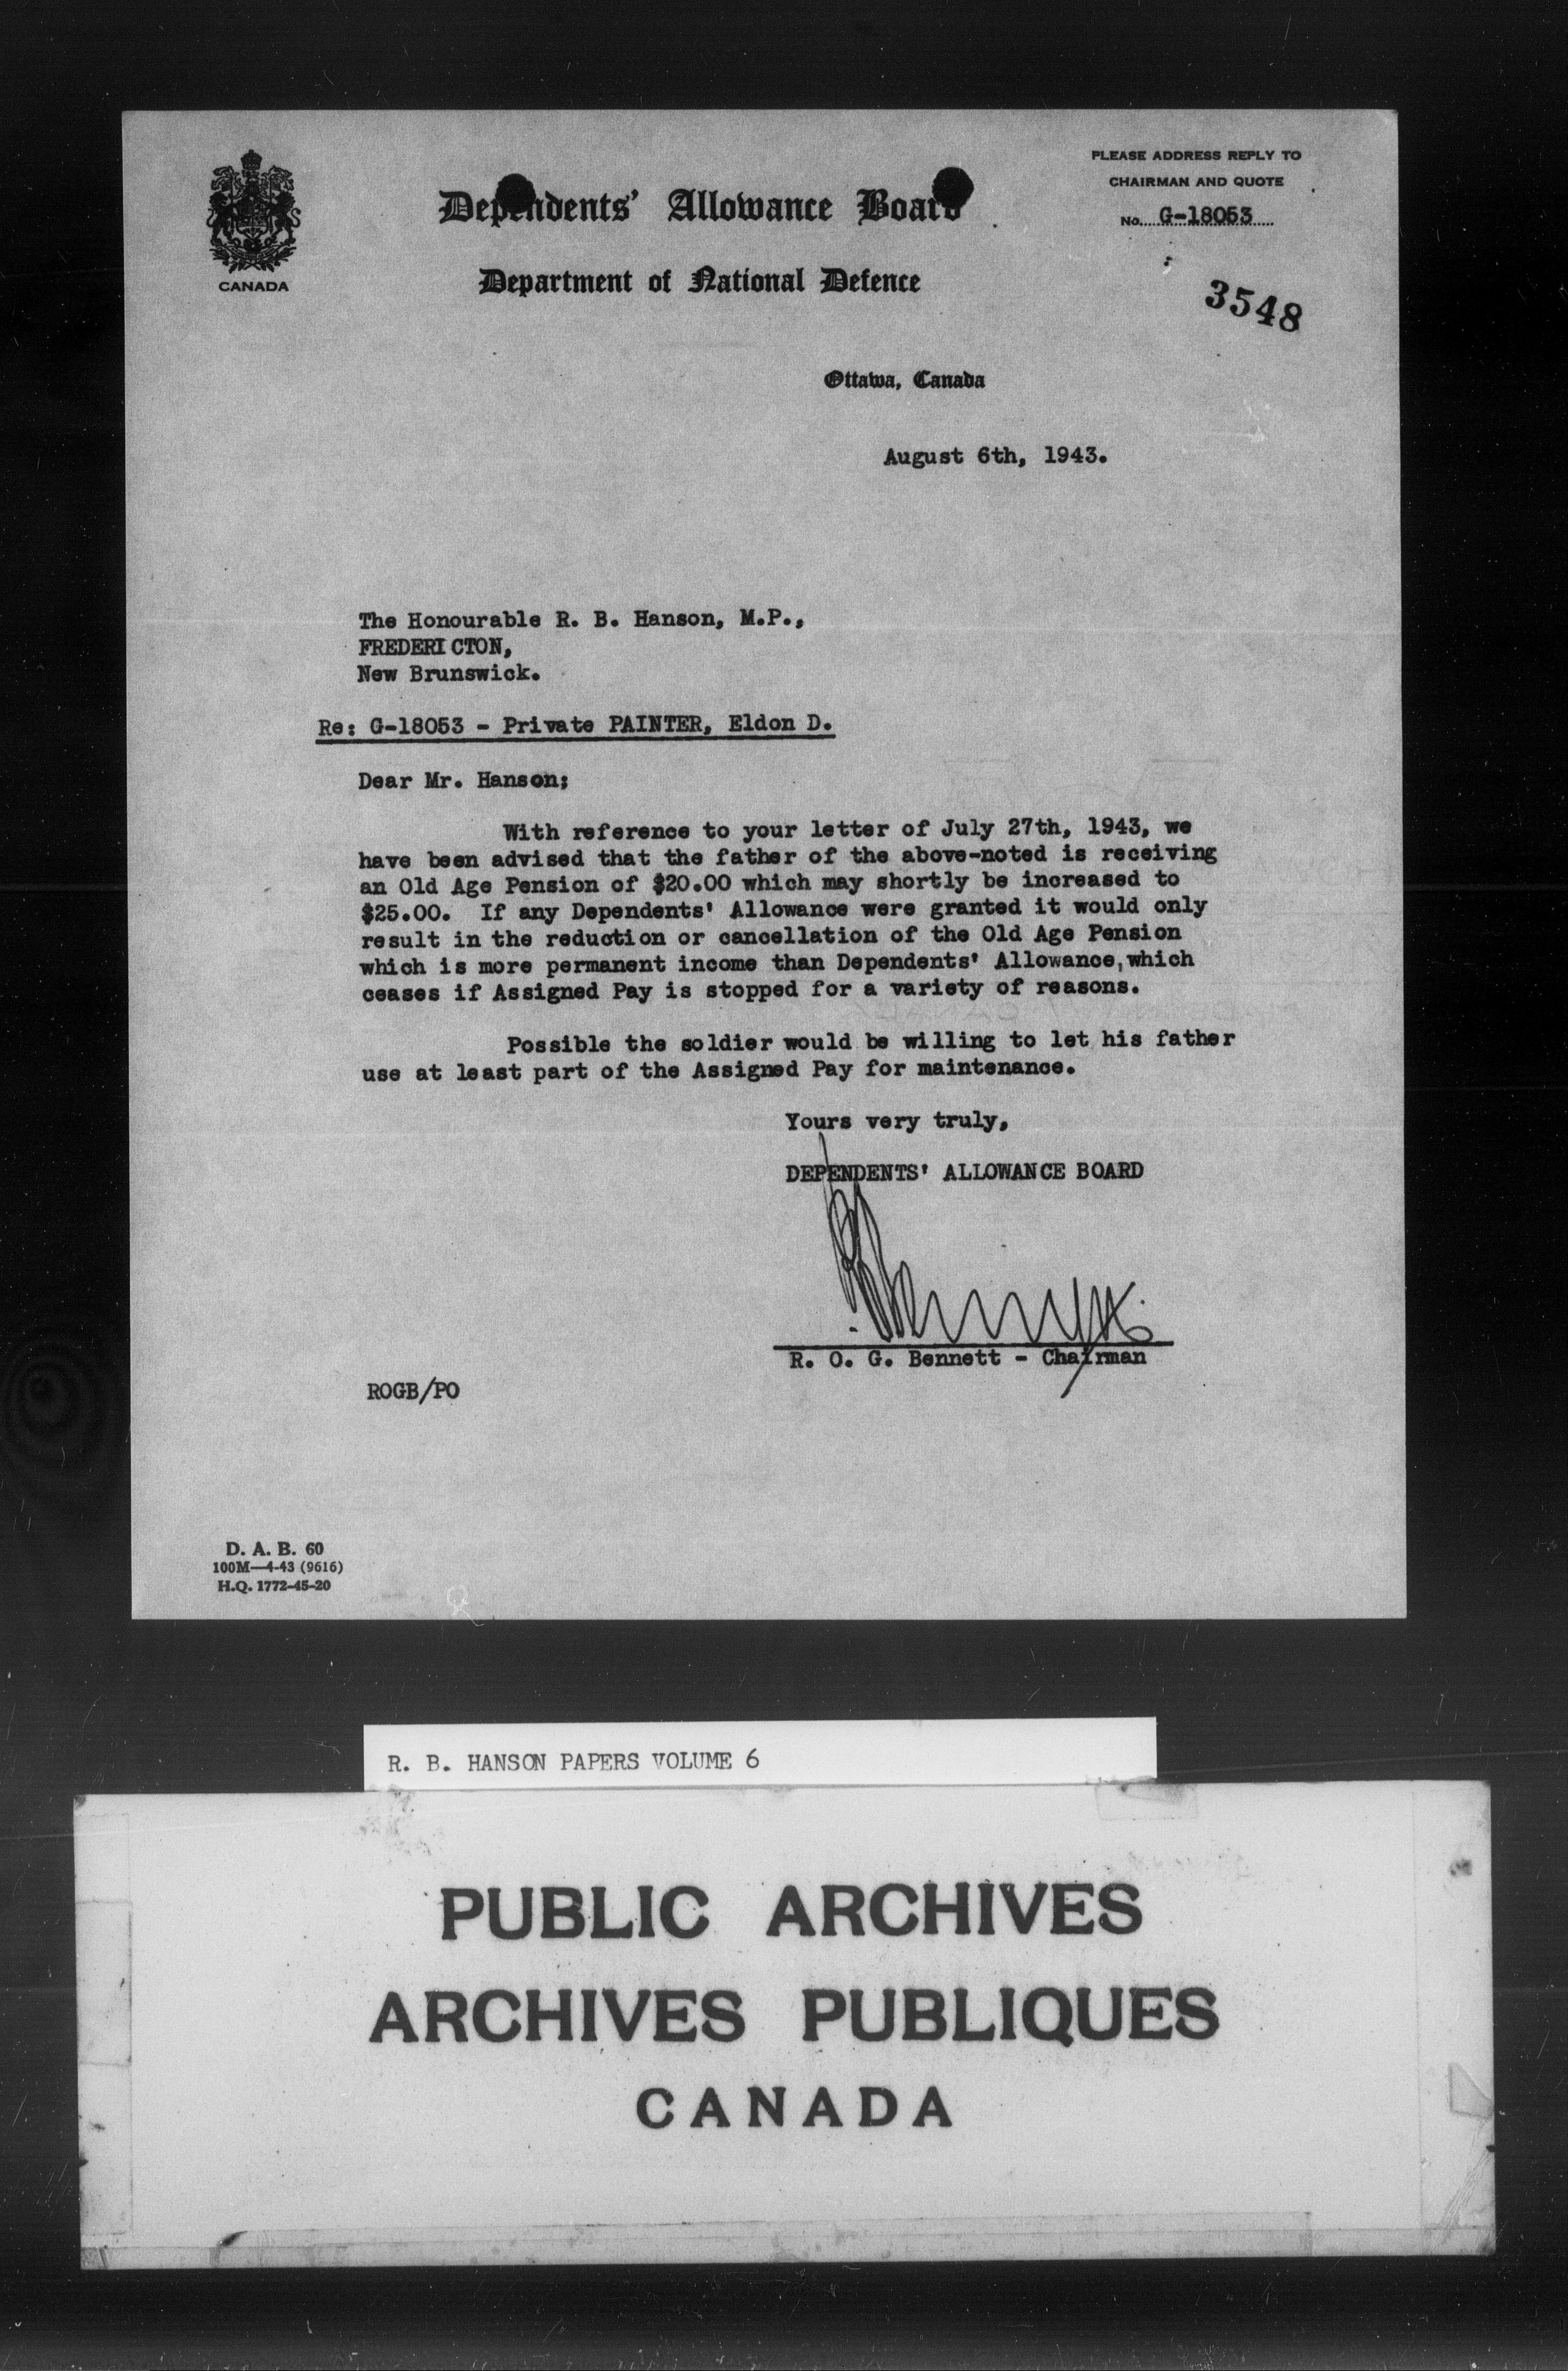 CANADA
Dependents' Allowance Board
Department of National Defence
PLEASE ADDRESS REPLY TO
CHAIRMAN AND QUOTE
No. G-18053
3548
Ottawa, Canada
August 6th, 1943.
The Honourable R. B. Hanson, M.P.,
FREDERICTON,
New Brunswick.
Re: G-18053 - Private PAINTER, Eldon D.
Dear Mr. Hanson;
With reference to your letter of July 27th, 1943, we
have been advised that the father of the above-noted is receiving
an Old Age Pension of $20.00 which may shortly be increased to
$25.00. If any Dependents' Allowance were granted it would only
result in the reduction or cancellation of the Old Age Pension
which is more permanent income than Dependents' Allowance, which
ceases if Assigned Pay is stopped for a variety of reasons.
Possible the soldier would be willing to let his father
use at least part of the Assigned Pay for maintenance.
Yours very truly,
DEPENDENTS' ALLOWANCE BOARD
R. O. G. Bennett - Chairman
ROGB/PO
D. A. B. 60
100M—4-43 (9616)
H.Q. 1772-45-20
R. B. HANSON PAPERS VOLUME 6
PUBLIC ARCHIVES
ARCHIVES PUBLIQUES
CANADA